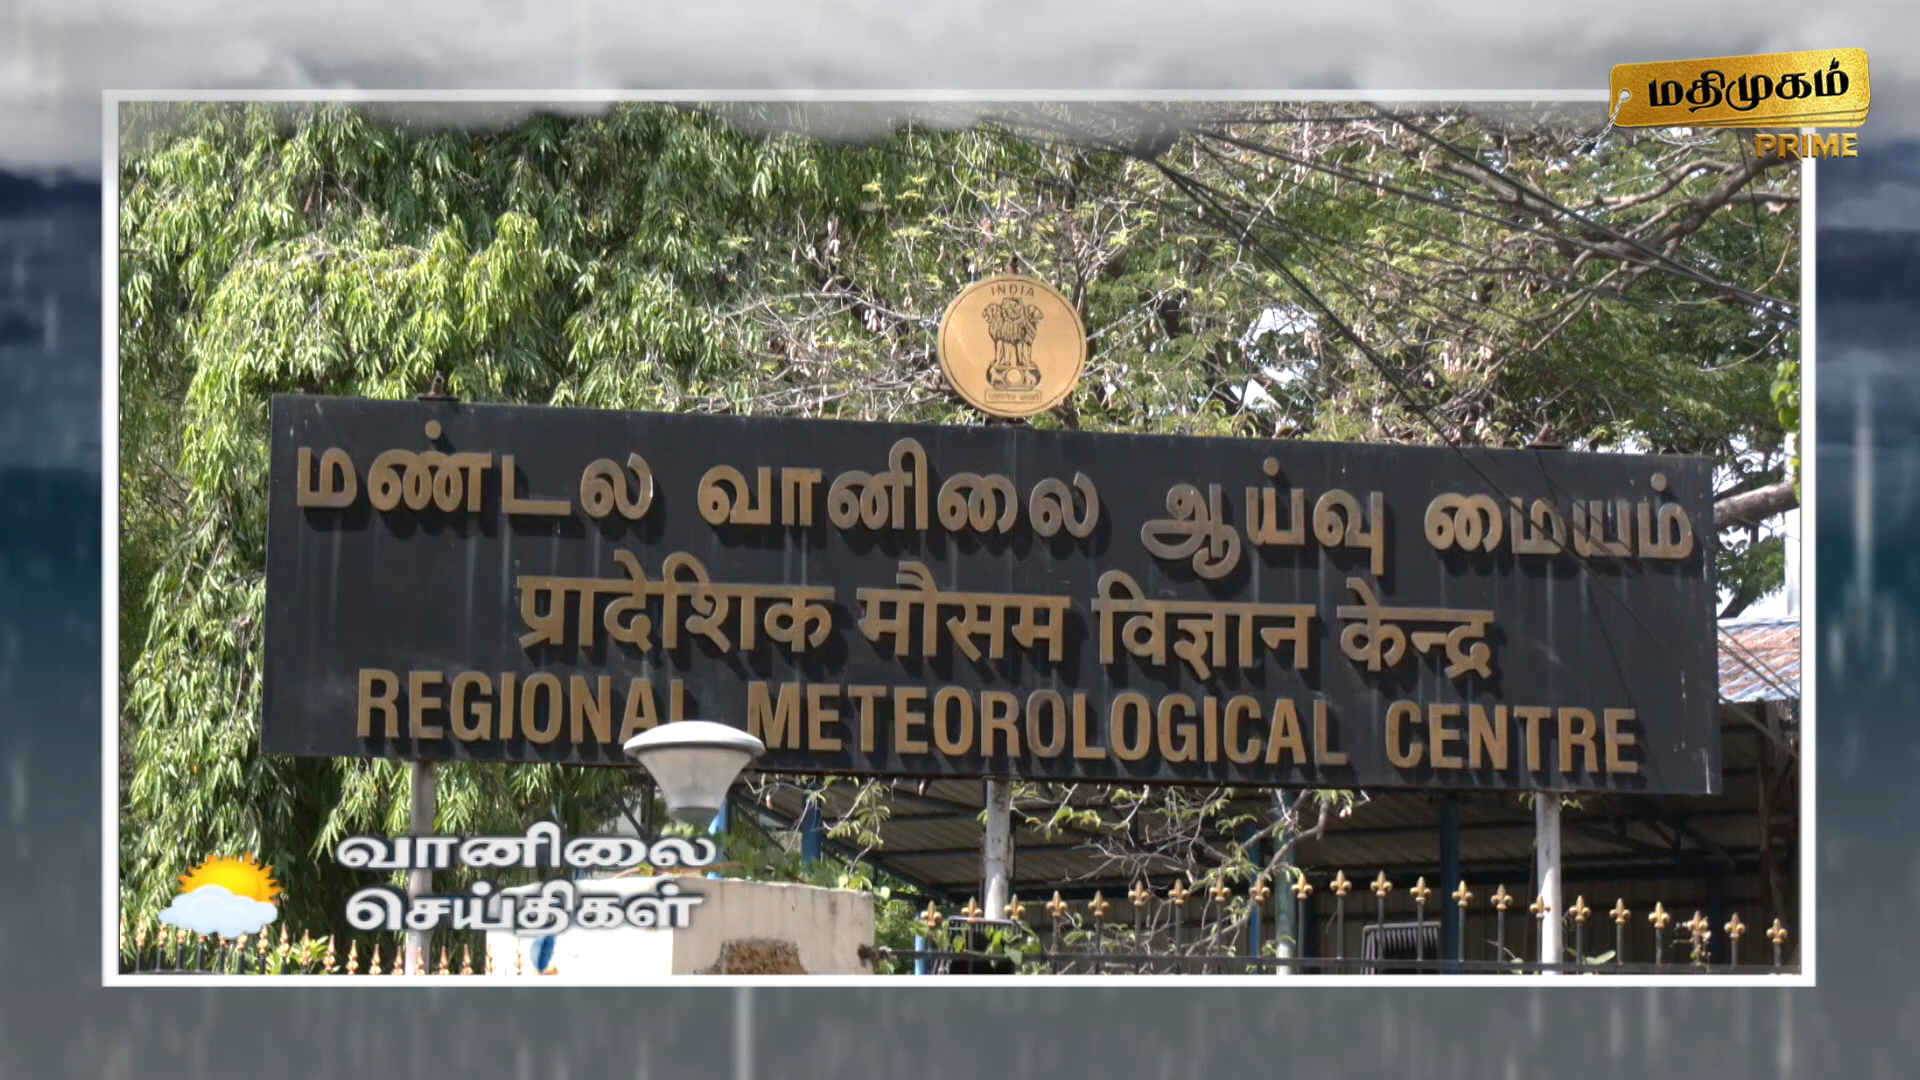 மதிமுகம்
PRIME
INDIA
மண்டல வானிலை ஆய்வு மையம்
प्रादेशिक मौसम विज्ञान केन्द्र
REGIONAL METEOROLOGICAL CENTRE
வானிலை
செய்திகள்